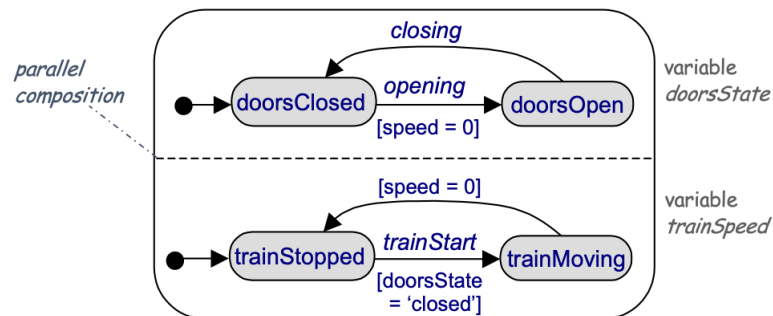 closing
parallel
composition
variable
doorsState
doorsClosed
opening
doorsOpen
[speed = 0]
[speed = 0]
variable
trainSpeed
trainStopped
trainStart
trainMoving
[doorsState
= ‘closed’]